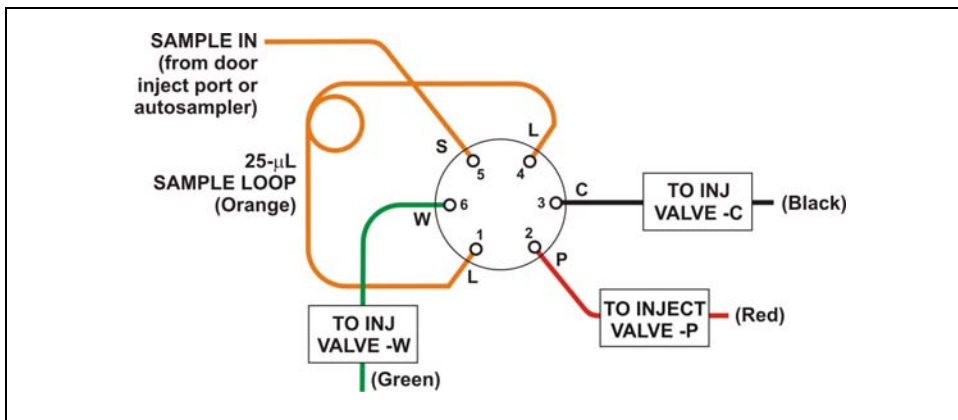 SAMPLE IN
(from door
inject port or
autosampler)
25-μL
SAMPLE LOOP
(Orange)
S
L
5
4
W
6
3
C
1
2
L
P
TO INJ
VALVE -C
(Black)
TO INJECT
VALVE -P
(Red)
TO INJ
VALVE -W
(Green)